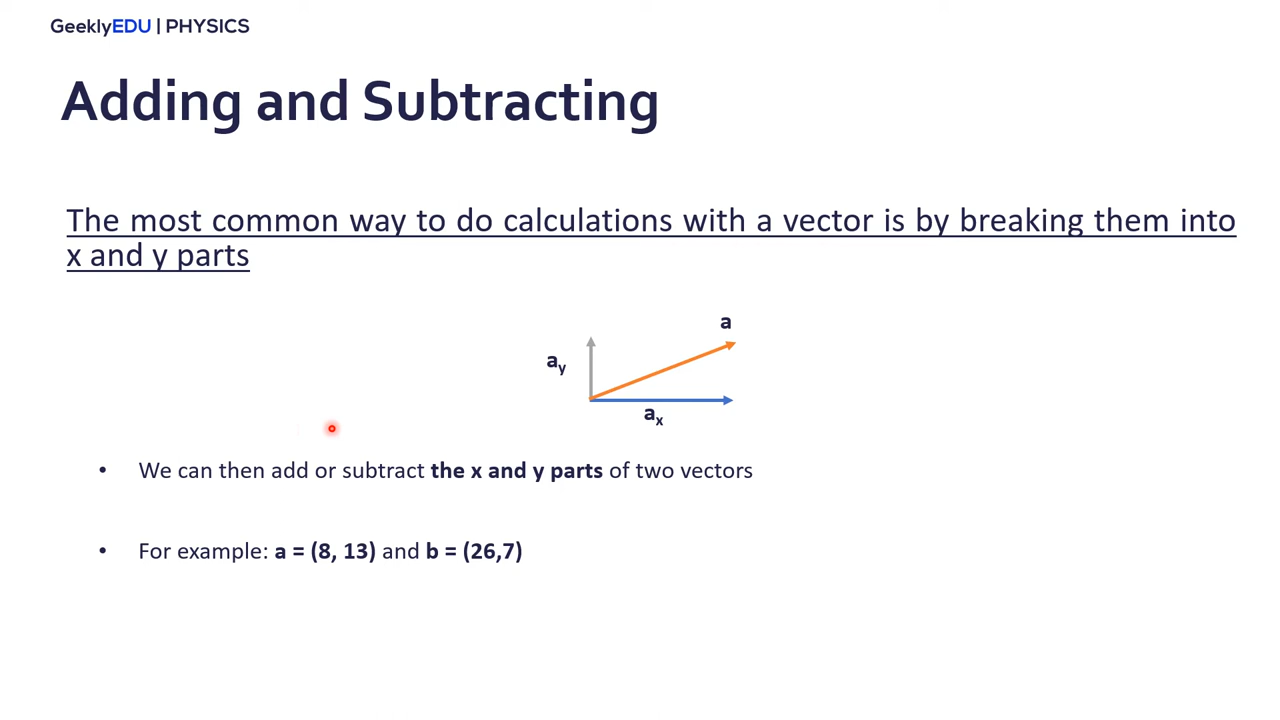 GeeklyEDU | PHYSICS
Adding and Subtracting
The most common way to do calculations with a vector is by breaking them into
x and y parts
a
ay
ax
• We can then add or subtract the x and y parts of two vectors
• For example: a = (8, 13) and b = (26,7)